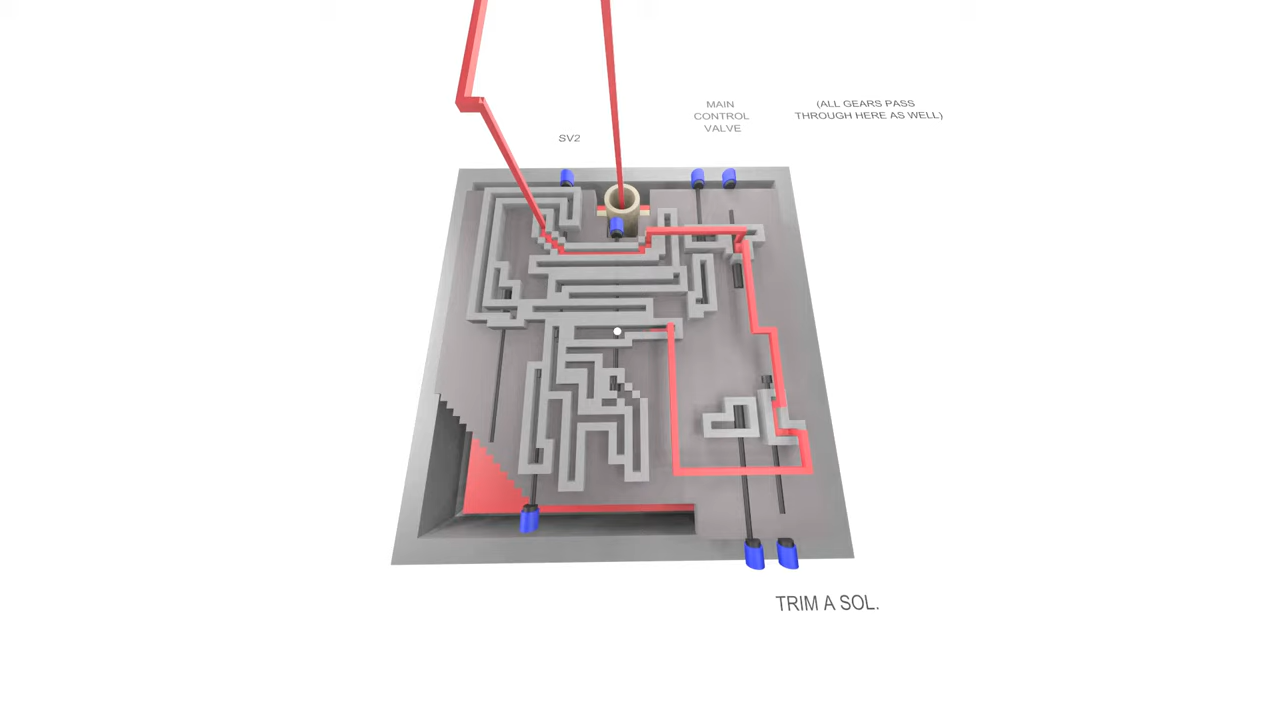 MAIN
CONTROL
VALVE
(ALL GEARS PASS
THROUGH HERE AS WELL)
SV2
TRIM A SOL.